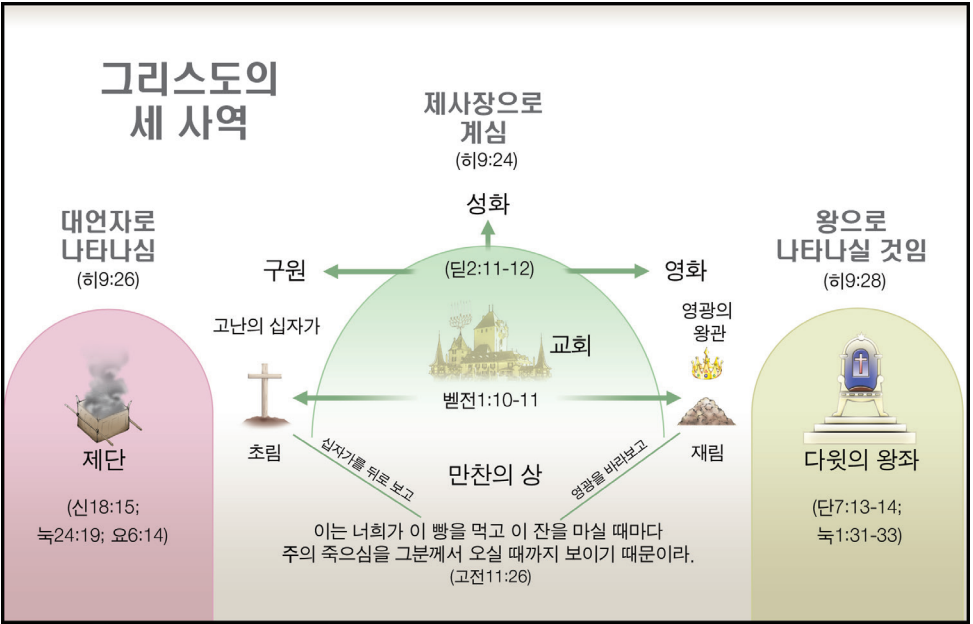 그리스도의
세 사역
제사장으로
계심
(히9:24)
성화
대언자로
나타나심
(히9:26)
왕으로
나타나실 것임
(히9:28)
구원
(딛2:11-12)
영화
고난의 십자가
영광의
왕관
교회
벧전1:10-11
제단
초림
십자가를 뒤로 보고
만찬의 상
영광을 바라보고
재림
다윗의 왕좌
(신18:15;
눅24:19; 요6:14)
(단7:13-14;
눅1:31-33)
이는 너희가 이 빵을 먹고 이 잔을 마실 때마다
주의 죽으심을 그분께서 오실 때까지 보이기 때문이라.
(고전11:26)